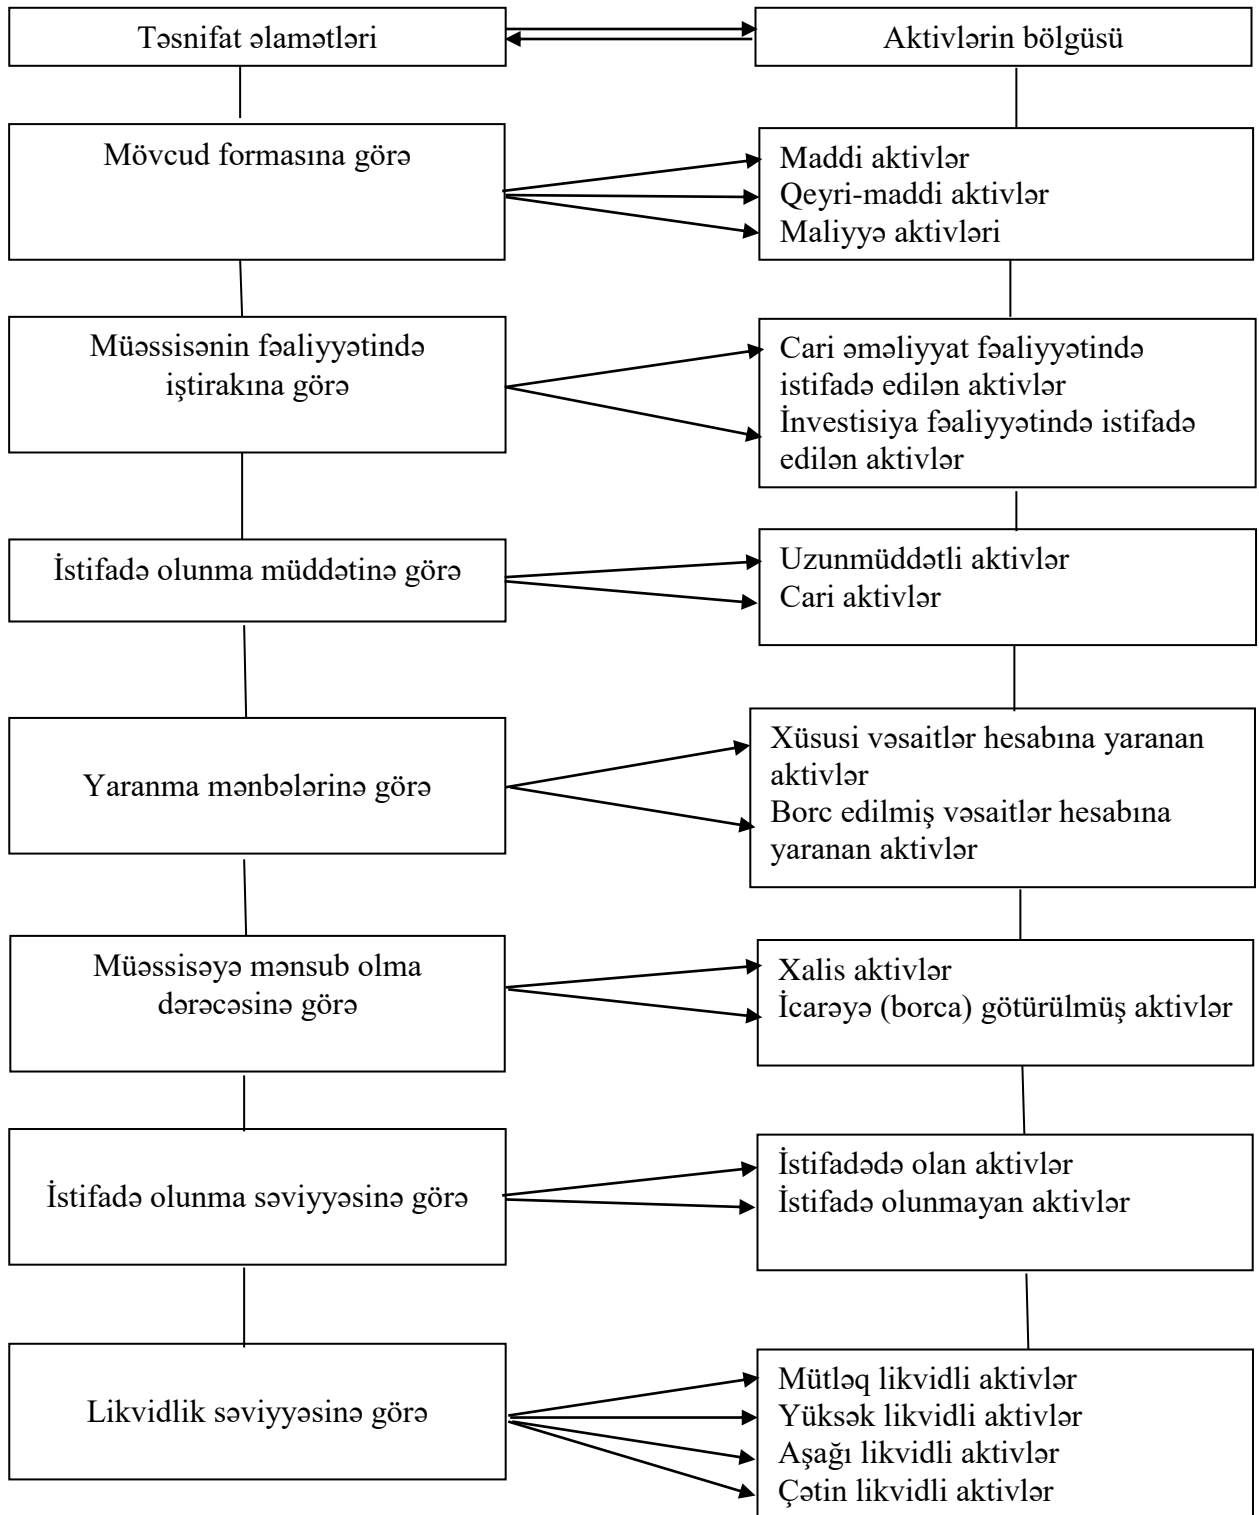 Təsnifat əlamətləri
Aktivlərin bölgüsü
Mövcud formasına görə
Maddi aktivlər
Qeyri-maddi aktivlər
Maliyyə aktivləri
Müəssisənin fəaliyyətində
iştirakına görə
Cari əməliyyat fəaliyyətində
istifadə edilən aktivlər
İnvestisiya fəaliyyətində istifadə
edilən aktivlər
İstifadə olunma müddətinə görə
Uzunmüddətli aktivlər
Cari aktivlər
Yaranma mənbələrinə görə
Xüsusi vəsaitlər hesabına yaranan
aktivlər
Borc edilmiş vəsaitlər hesabına
yaranan aktivlər
Müəssisəyə mənsub olma
dərəcəsinə görə
Xalis aktivlər
İcarəyə (borca) götürülmüş aktivlər
İstifadə olunma səviyyəsinə görə
İstifadədə olan aktivlər
İstifadə olunmayan aktivlər
Likvidlik səviyyəsinə görə
Mütləq likvidli aktivlər
Yüksək likvidli aktivlər
Aşağı likvidli aktivlər
Çətin likvidli aktivlər